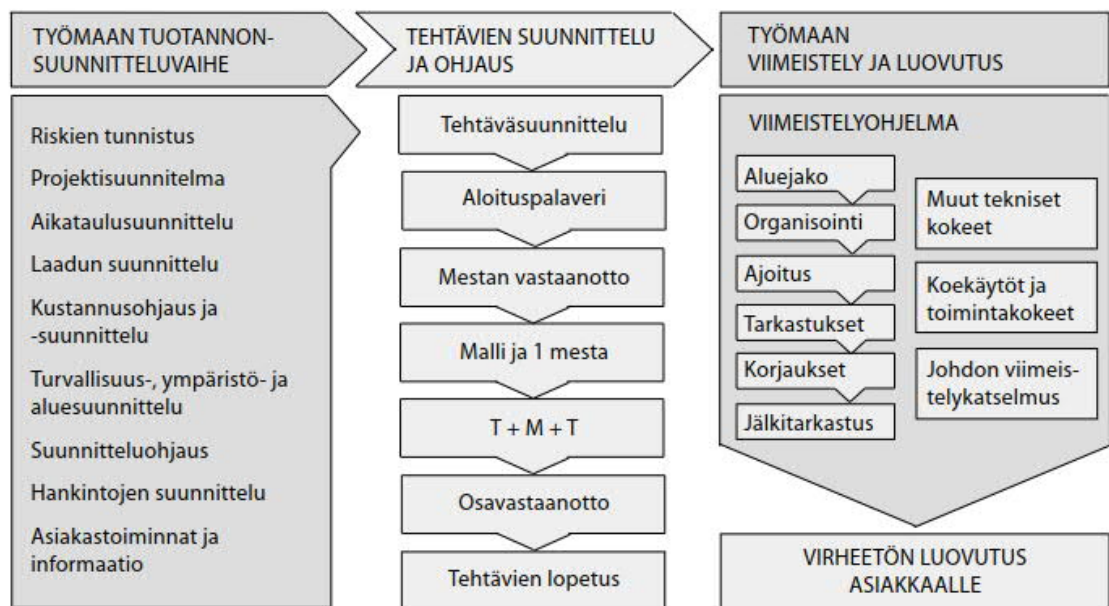 TYÖMAAN TUOTANNON-
SUUNNITTELUVAIHE
Riskien tunnistus
Projektisuunnitelma
Aikataulusuunnittelu
Laadun suunnittelu
Kustannusohjaus ja
-suunnittelu
Turvallisuus-, ympäristö- ja
aluesuunnittelu
Suunnitteluohjaus
Hankintojen suunnittelu
Asiakastoiminnat ja
informaatio
TEHTÄVIEN SUUNNITTELU
JA OHJAUS
Tehtäväsuunnittelu
Aloituspalaveri
Mestan vastaanotto
Malli ja 1 mesta
T + M + T
Osavastaanotto
Tehtävien lopetus
TYÖMAAN
VIIMEISTELY JA LUOVUTUS
VIIMEISTELYOHJELMA
Aluejako
Organisointi
Ajoitus
Tarkastukset
Korjaukset
Jälkitarkastus
Muut tekniset
kokeet
Koekäytöt ja
toimintakokeet
Johdon viimeis-
telykatselmus
VIRHEETÖN LUOVUTUS
ASIAKKAALLE